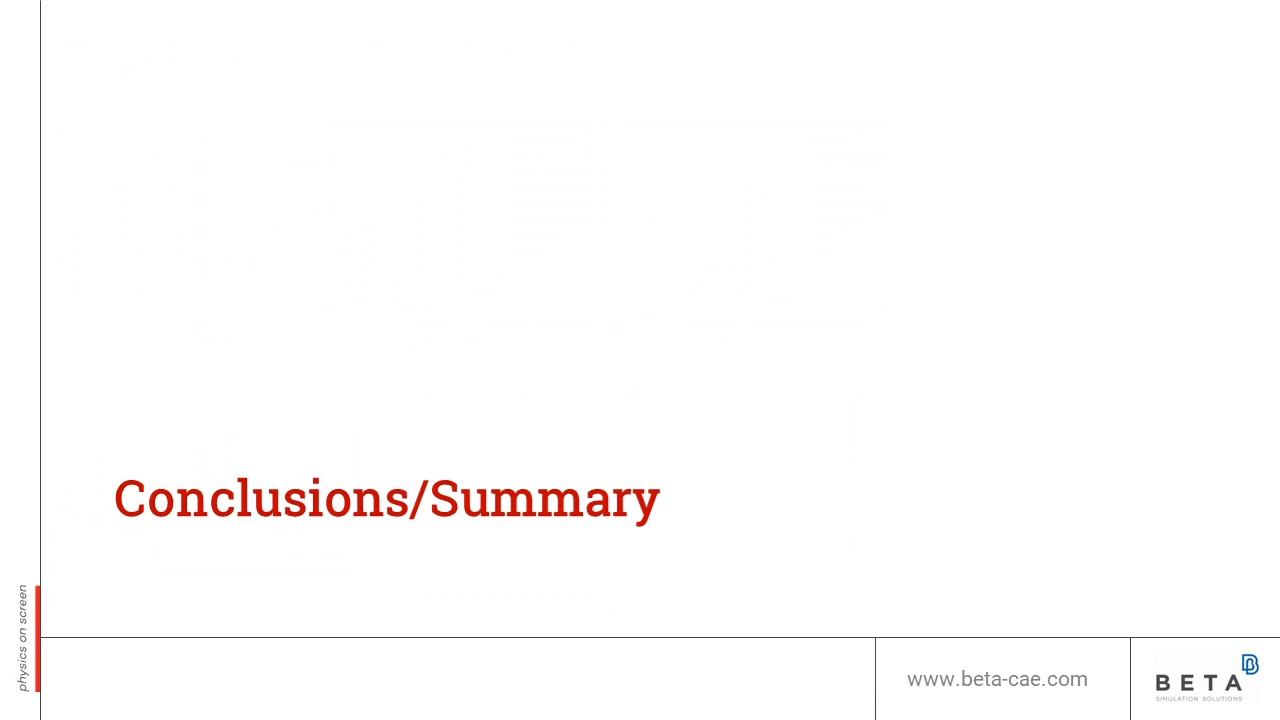 Conclusions/Summary
physics on screen
www.beta-cae.com
BETA
SIMULATION SOLUTIONS